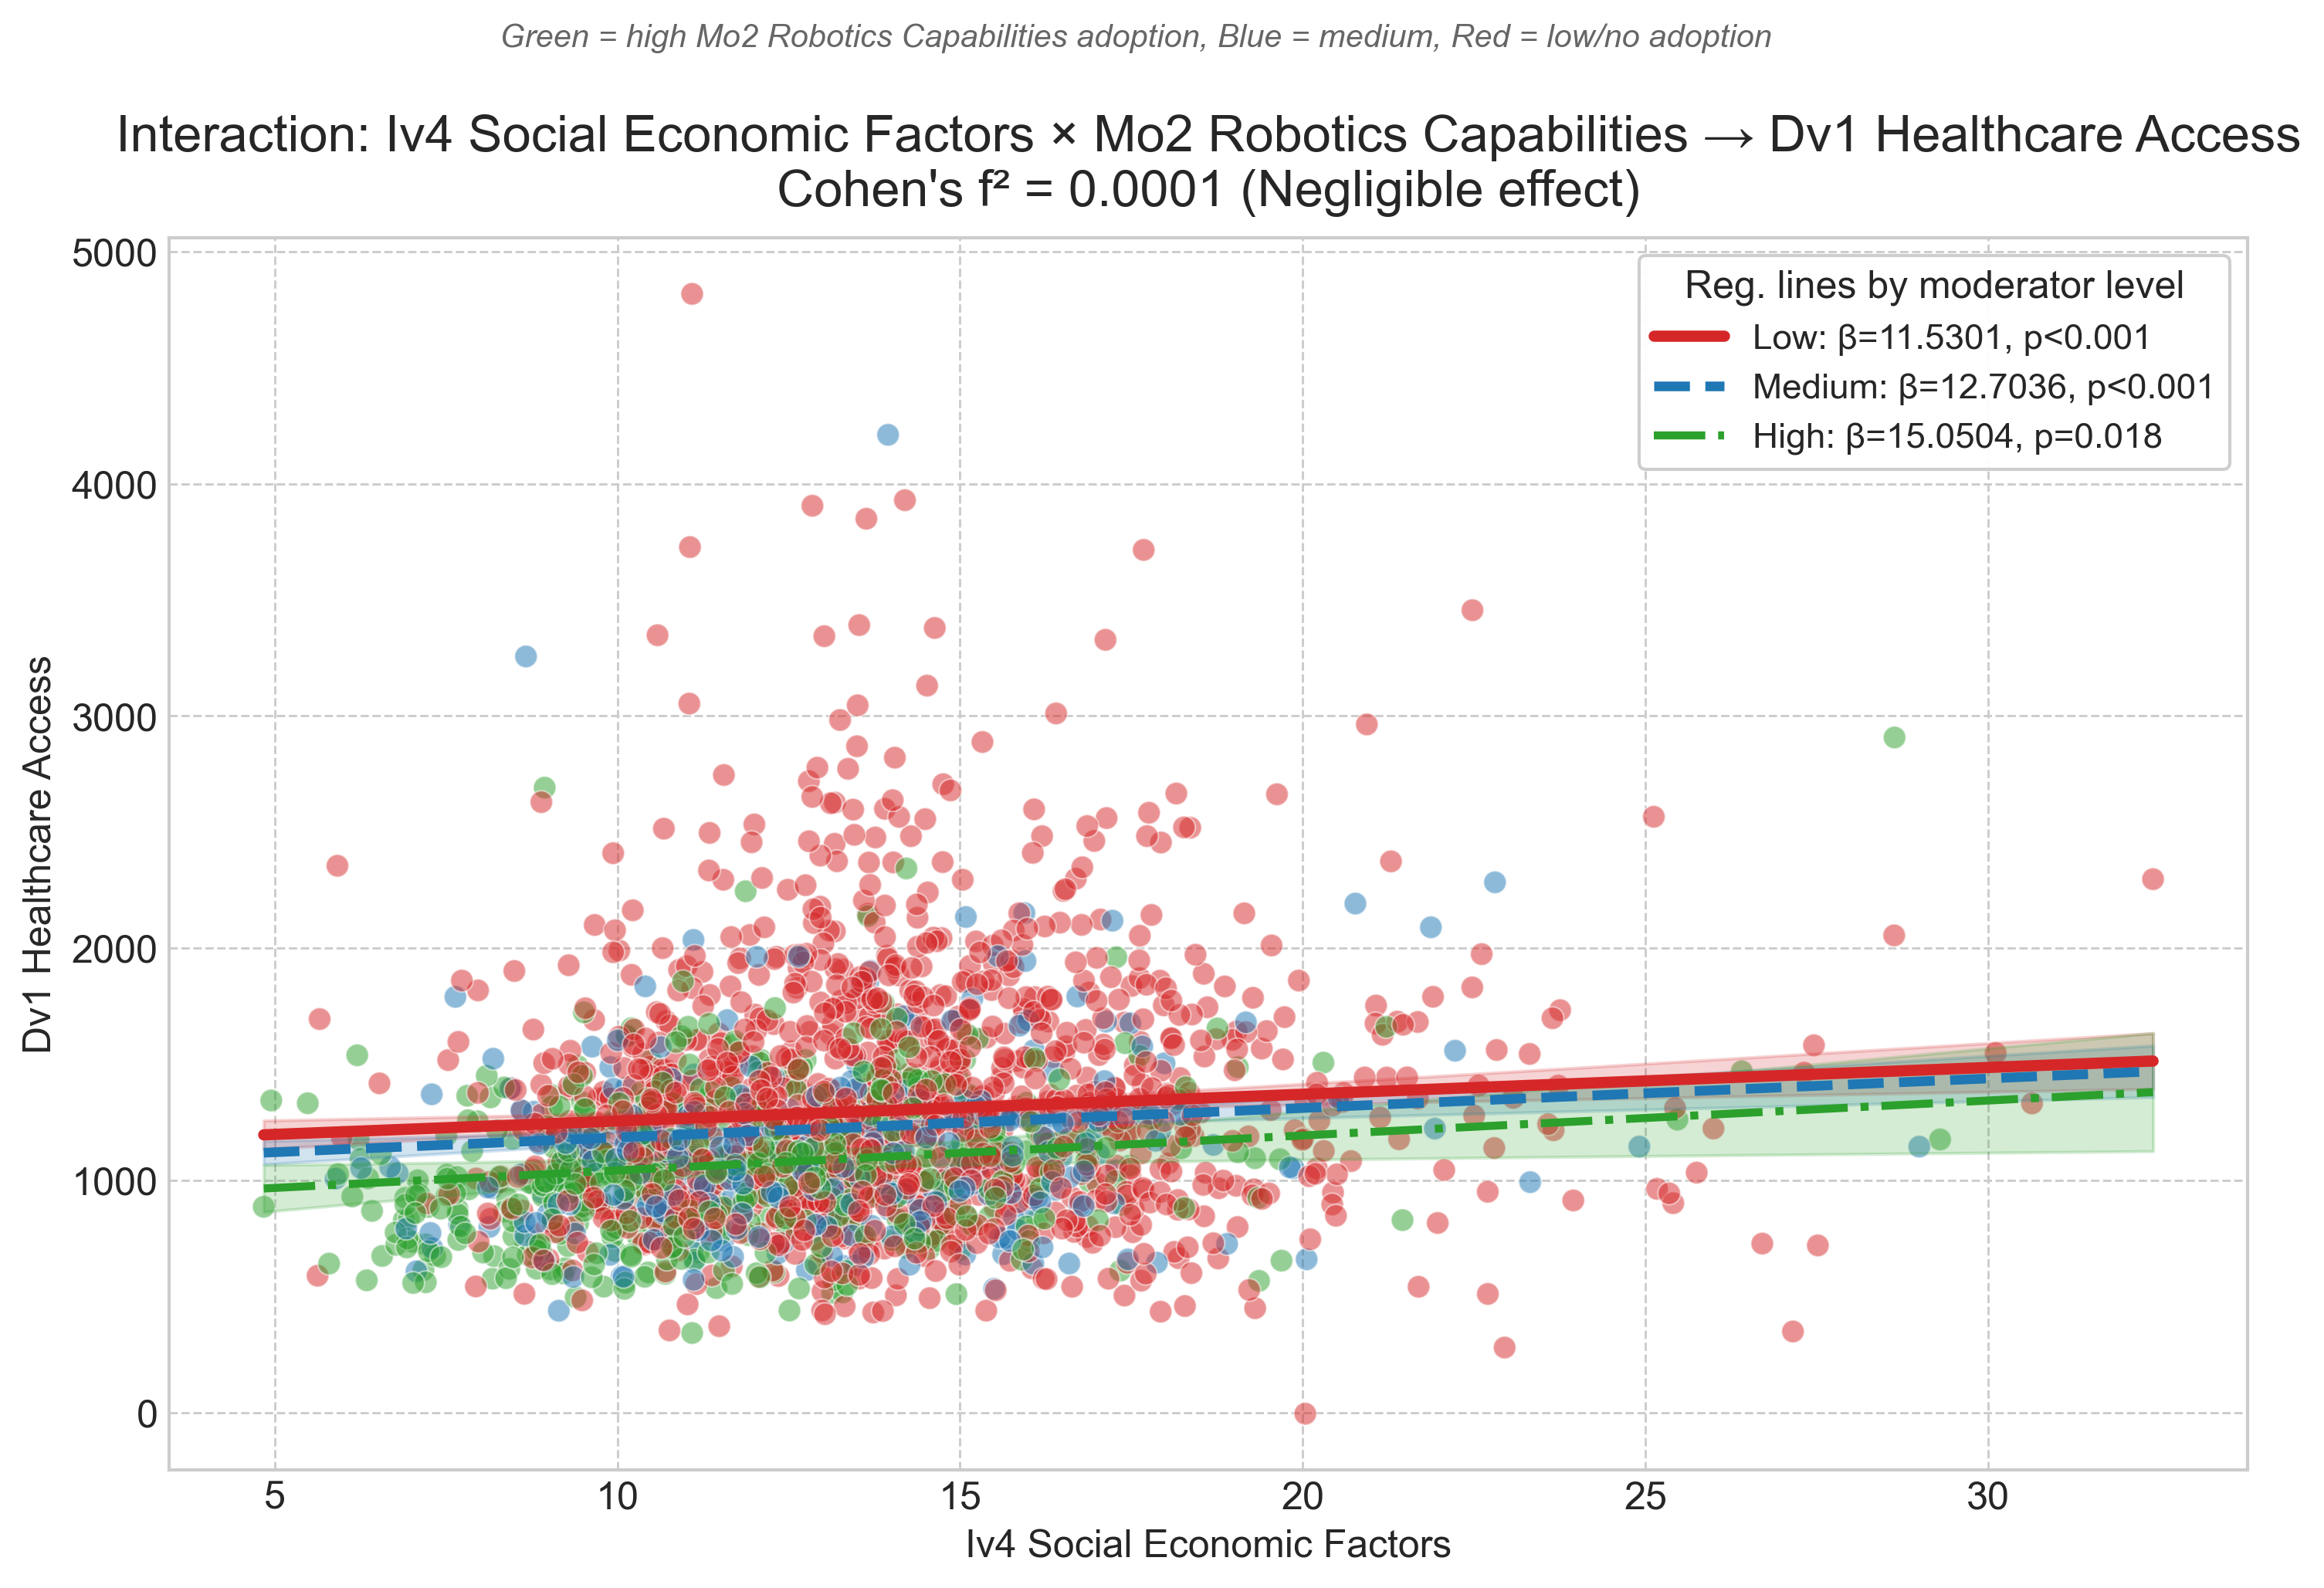 Green = high Mo2 Robotics Capabilities adoption, Blue = medium, Red = low/no adoption
Interaction: Iv4 Social Economic Factors × Mo2 Robotics Capabilities → Dv1 Healthcare Access
Cohen's f² = 0.0001 (Negligible effect)
Reg. lines by moderator level
Low: β=11.5301, p<0.001
Medium: β=12.7036, p<0.001
High: β=15.0504, p=0.018
Dv1 Healthcare Access
5000
4000
3000
2000
1000
0
5 10 15 20 25 30
Iv4 Social Economic Factors